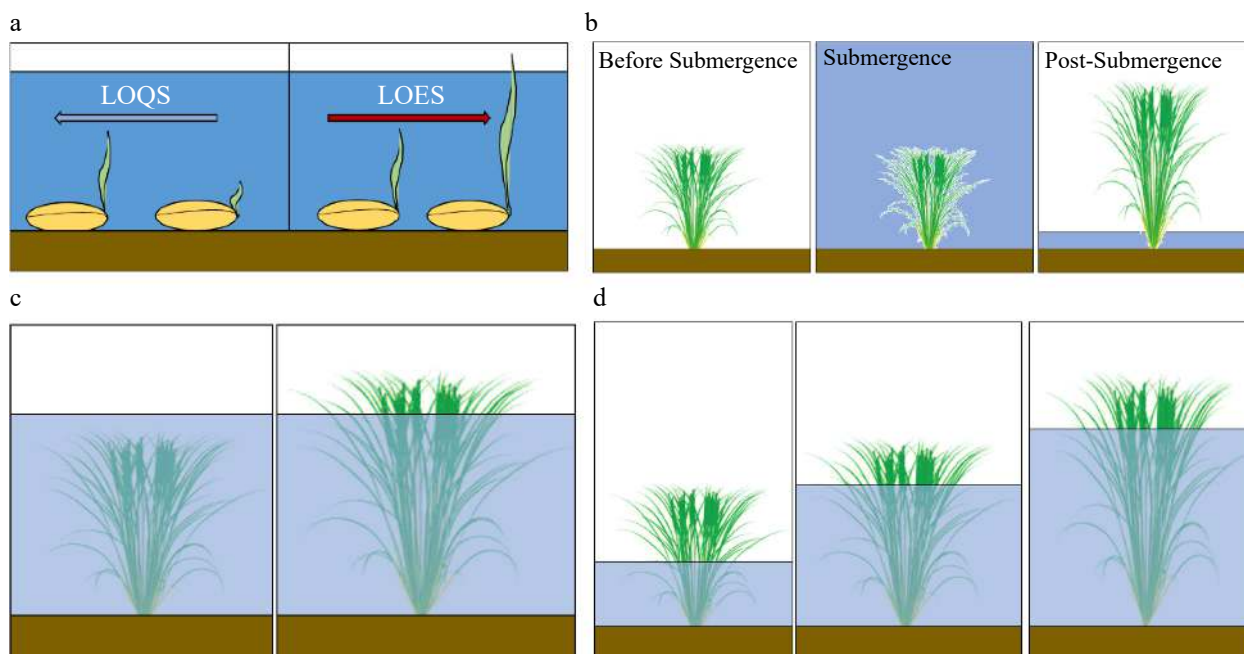 a
b
LOQS
LOES
Before Submergence
Submergence
Post-Submergence
c
d